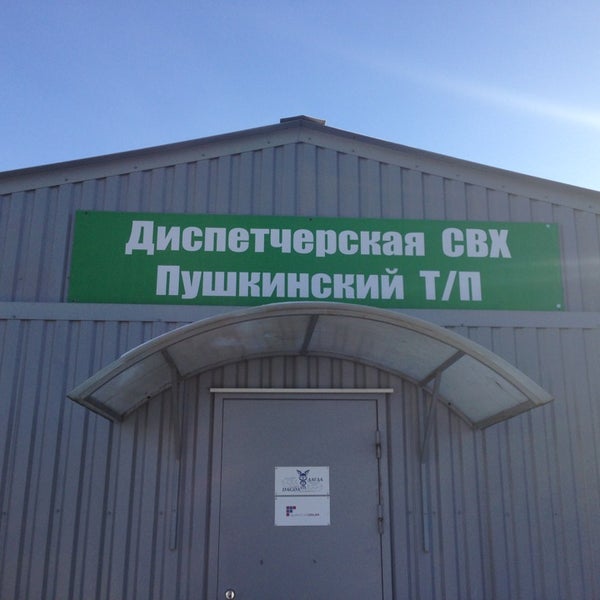 Диспетчерская СВХ
Пушкинский Т/П